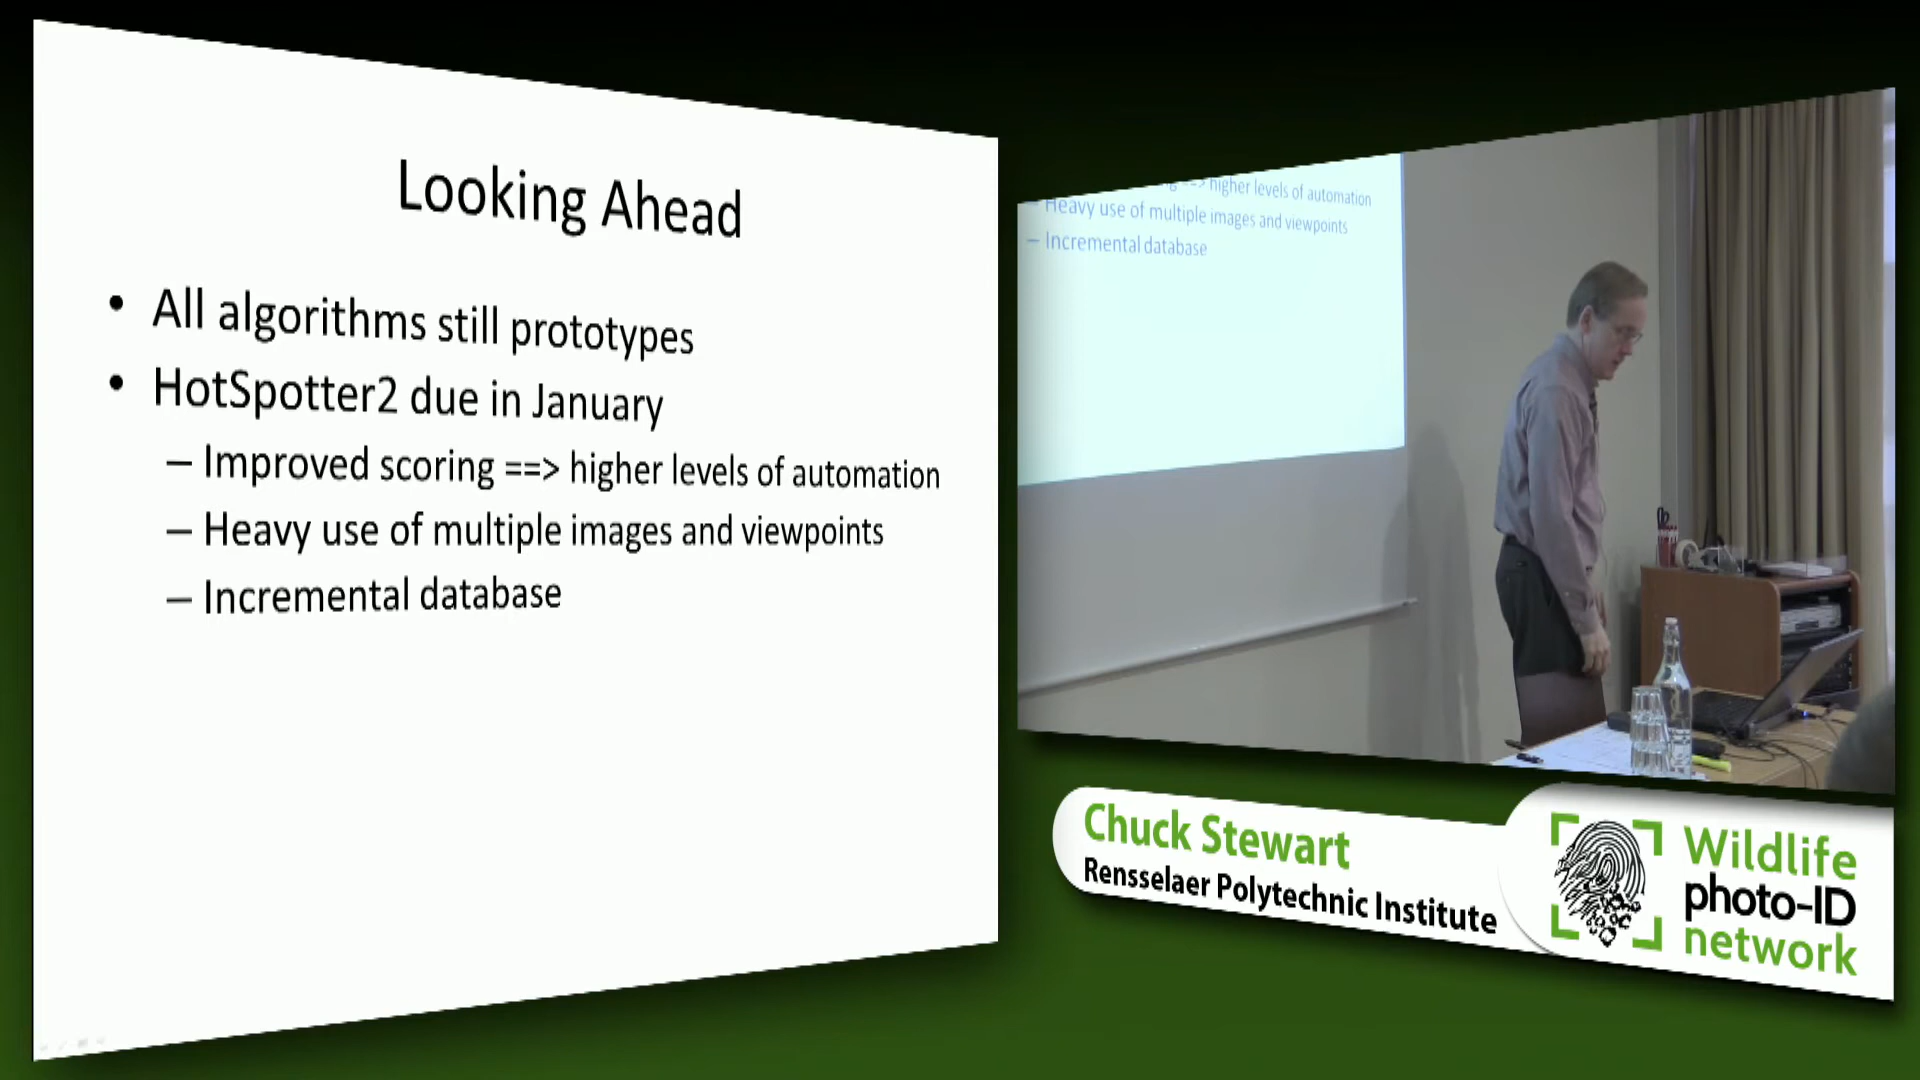 Looking Ahead
• All algorithms still prototypes
• HotSpotter2 due in January
– Improved scoring ==> higher levels of automation
– Heavy use of multiple images and viewpoints
– Incremental database
==> higher levels of automation
– Heavy use of multiple images and viewpoints
– Incremental database
Chuck Stewart
Rensselaer Polytechnic Institute
Wildlife
photo-ID
network